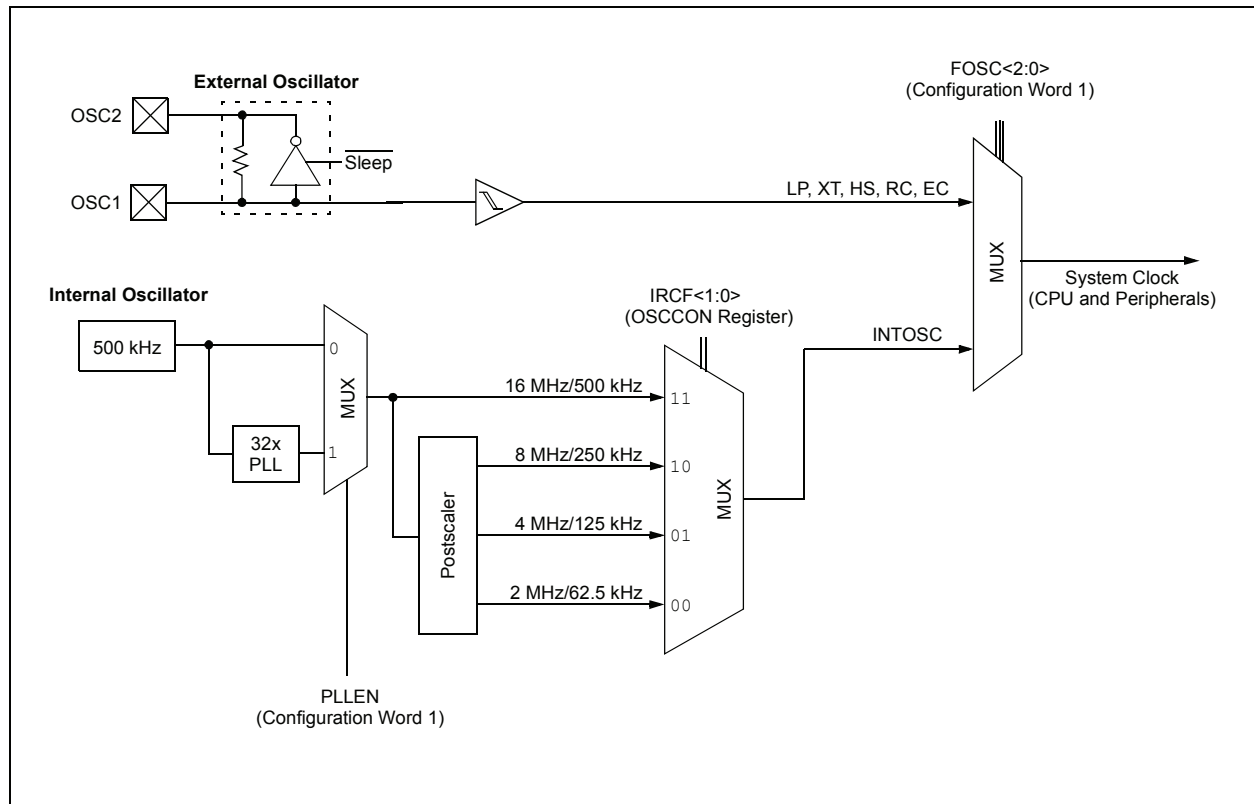 FOSC<2:0>
(Configuration Word 1)
External Oscillator
OSC2
Sleep
OSC1
LP, XT, HS, RC, EC
MUX
System Clock
(CPU and Peripherals)
Internal Oscillator
500 kHz
0
MUX
1
32x
PLL
IRCF<1:0>
(OSCCON Register)
INTOSC
16 MHz/500 kHz
11
8 MHz/250 kHz
10
MUX
Postscaler
4 MHz/125 kHz
01
2 MHz/62.5 kHz
00
PLLEN
(Configuration Word 1)